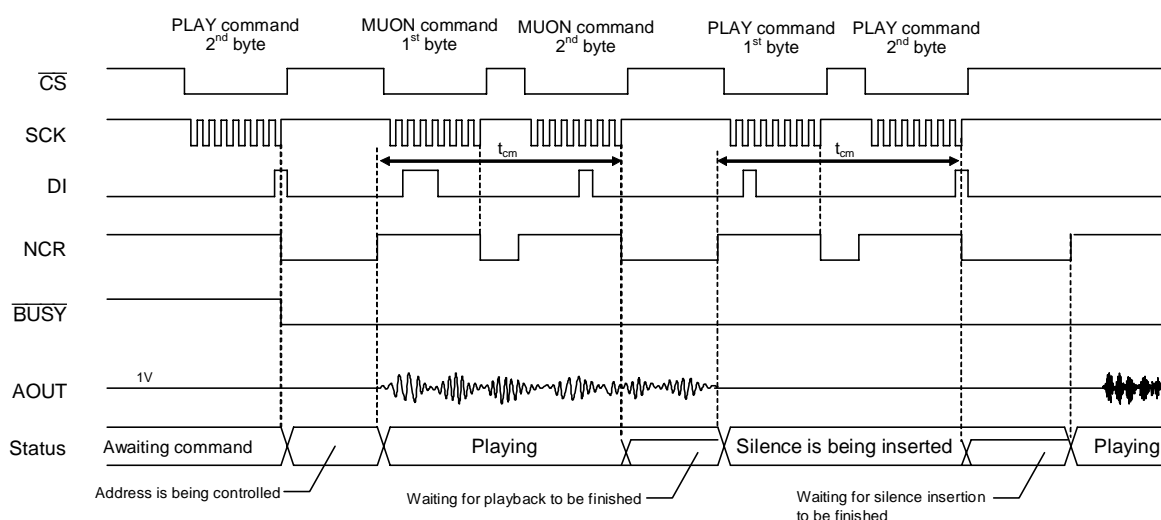 PLAY command
2nd byte
MUON command
1st byte
MUON command
2nd byte
PLAY command
1st byte
PLAY command
2nd byte
CS
SCK
tcm
tcm
DI
NCR
BUSY
AOUT
1V
Status
Awaiting command
Playing
Silence is being inserted
Playing
Address is being controlled
Waiting for playback to be finished
Waiting for silence insertion
to be finished